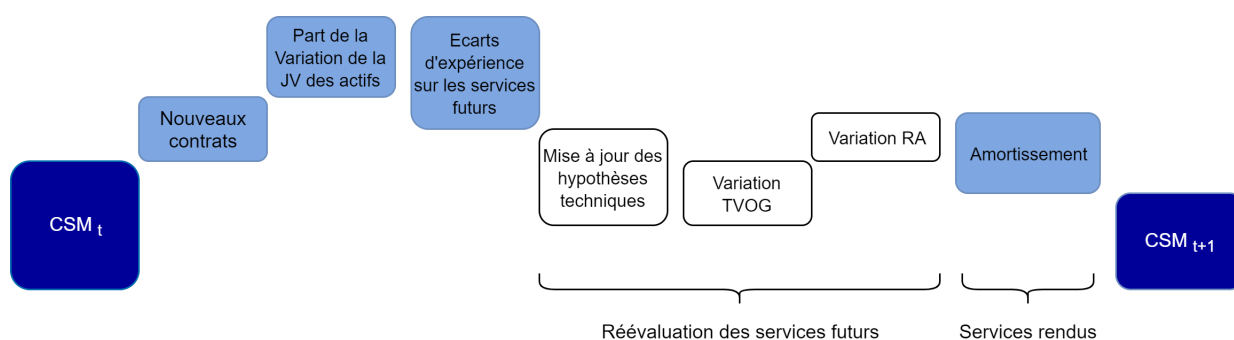 CSM t
Nouveaux
contrats
Part de la
Variation de la
JV des actifs
Ecarts
d'expérience
sur les services
futurs
Mise à jour des
hypothèses
techniques
Variation
TVOG
Variation RA
Amortissement
CSM t+1
Réévaluation des services futurs
Services rendus